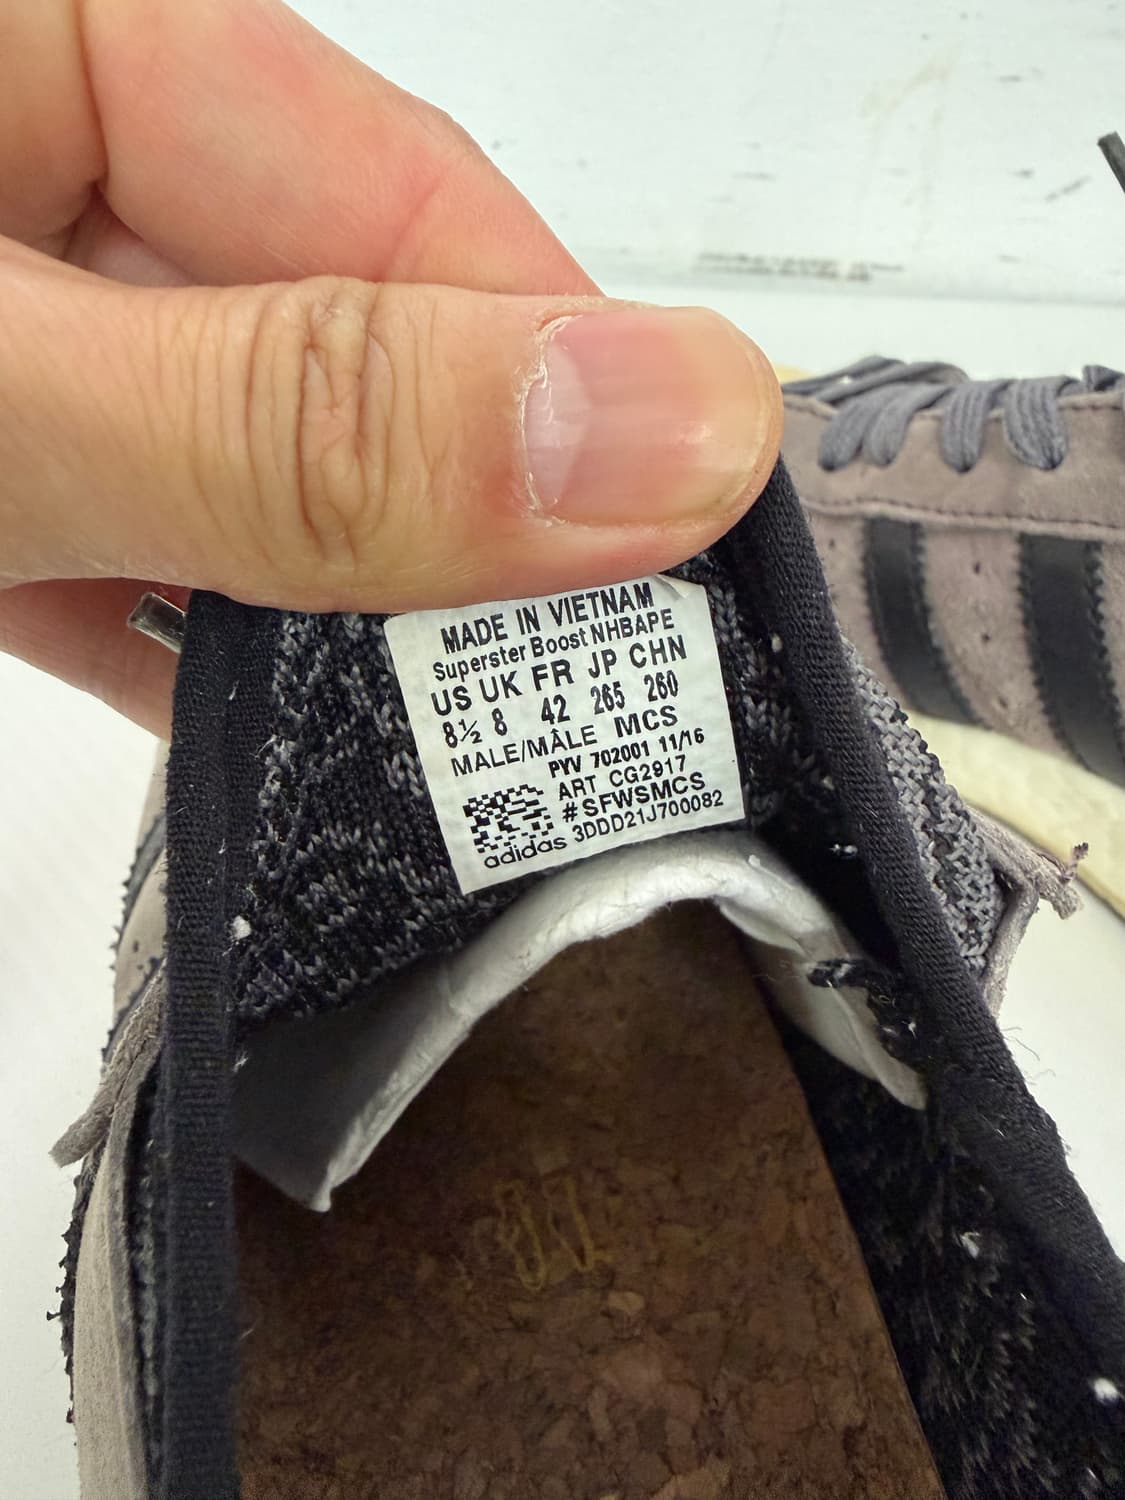 MADE IN VIETNAM
Superster Boost NHBAPE
US UK FR JP CHN
8½ 8 42 265 260
MALE/MÂLE MCS
PYV 702001 11/16
ART CG2917
#SFWSMCS
adidas 3DDD21J700082